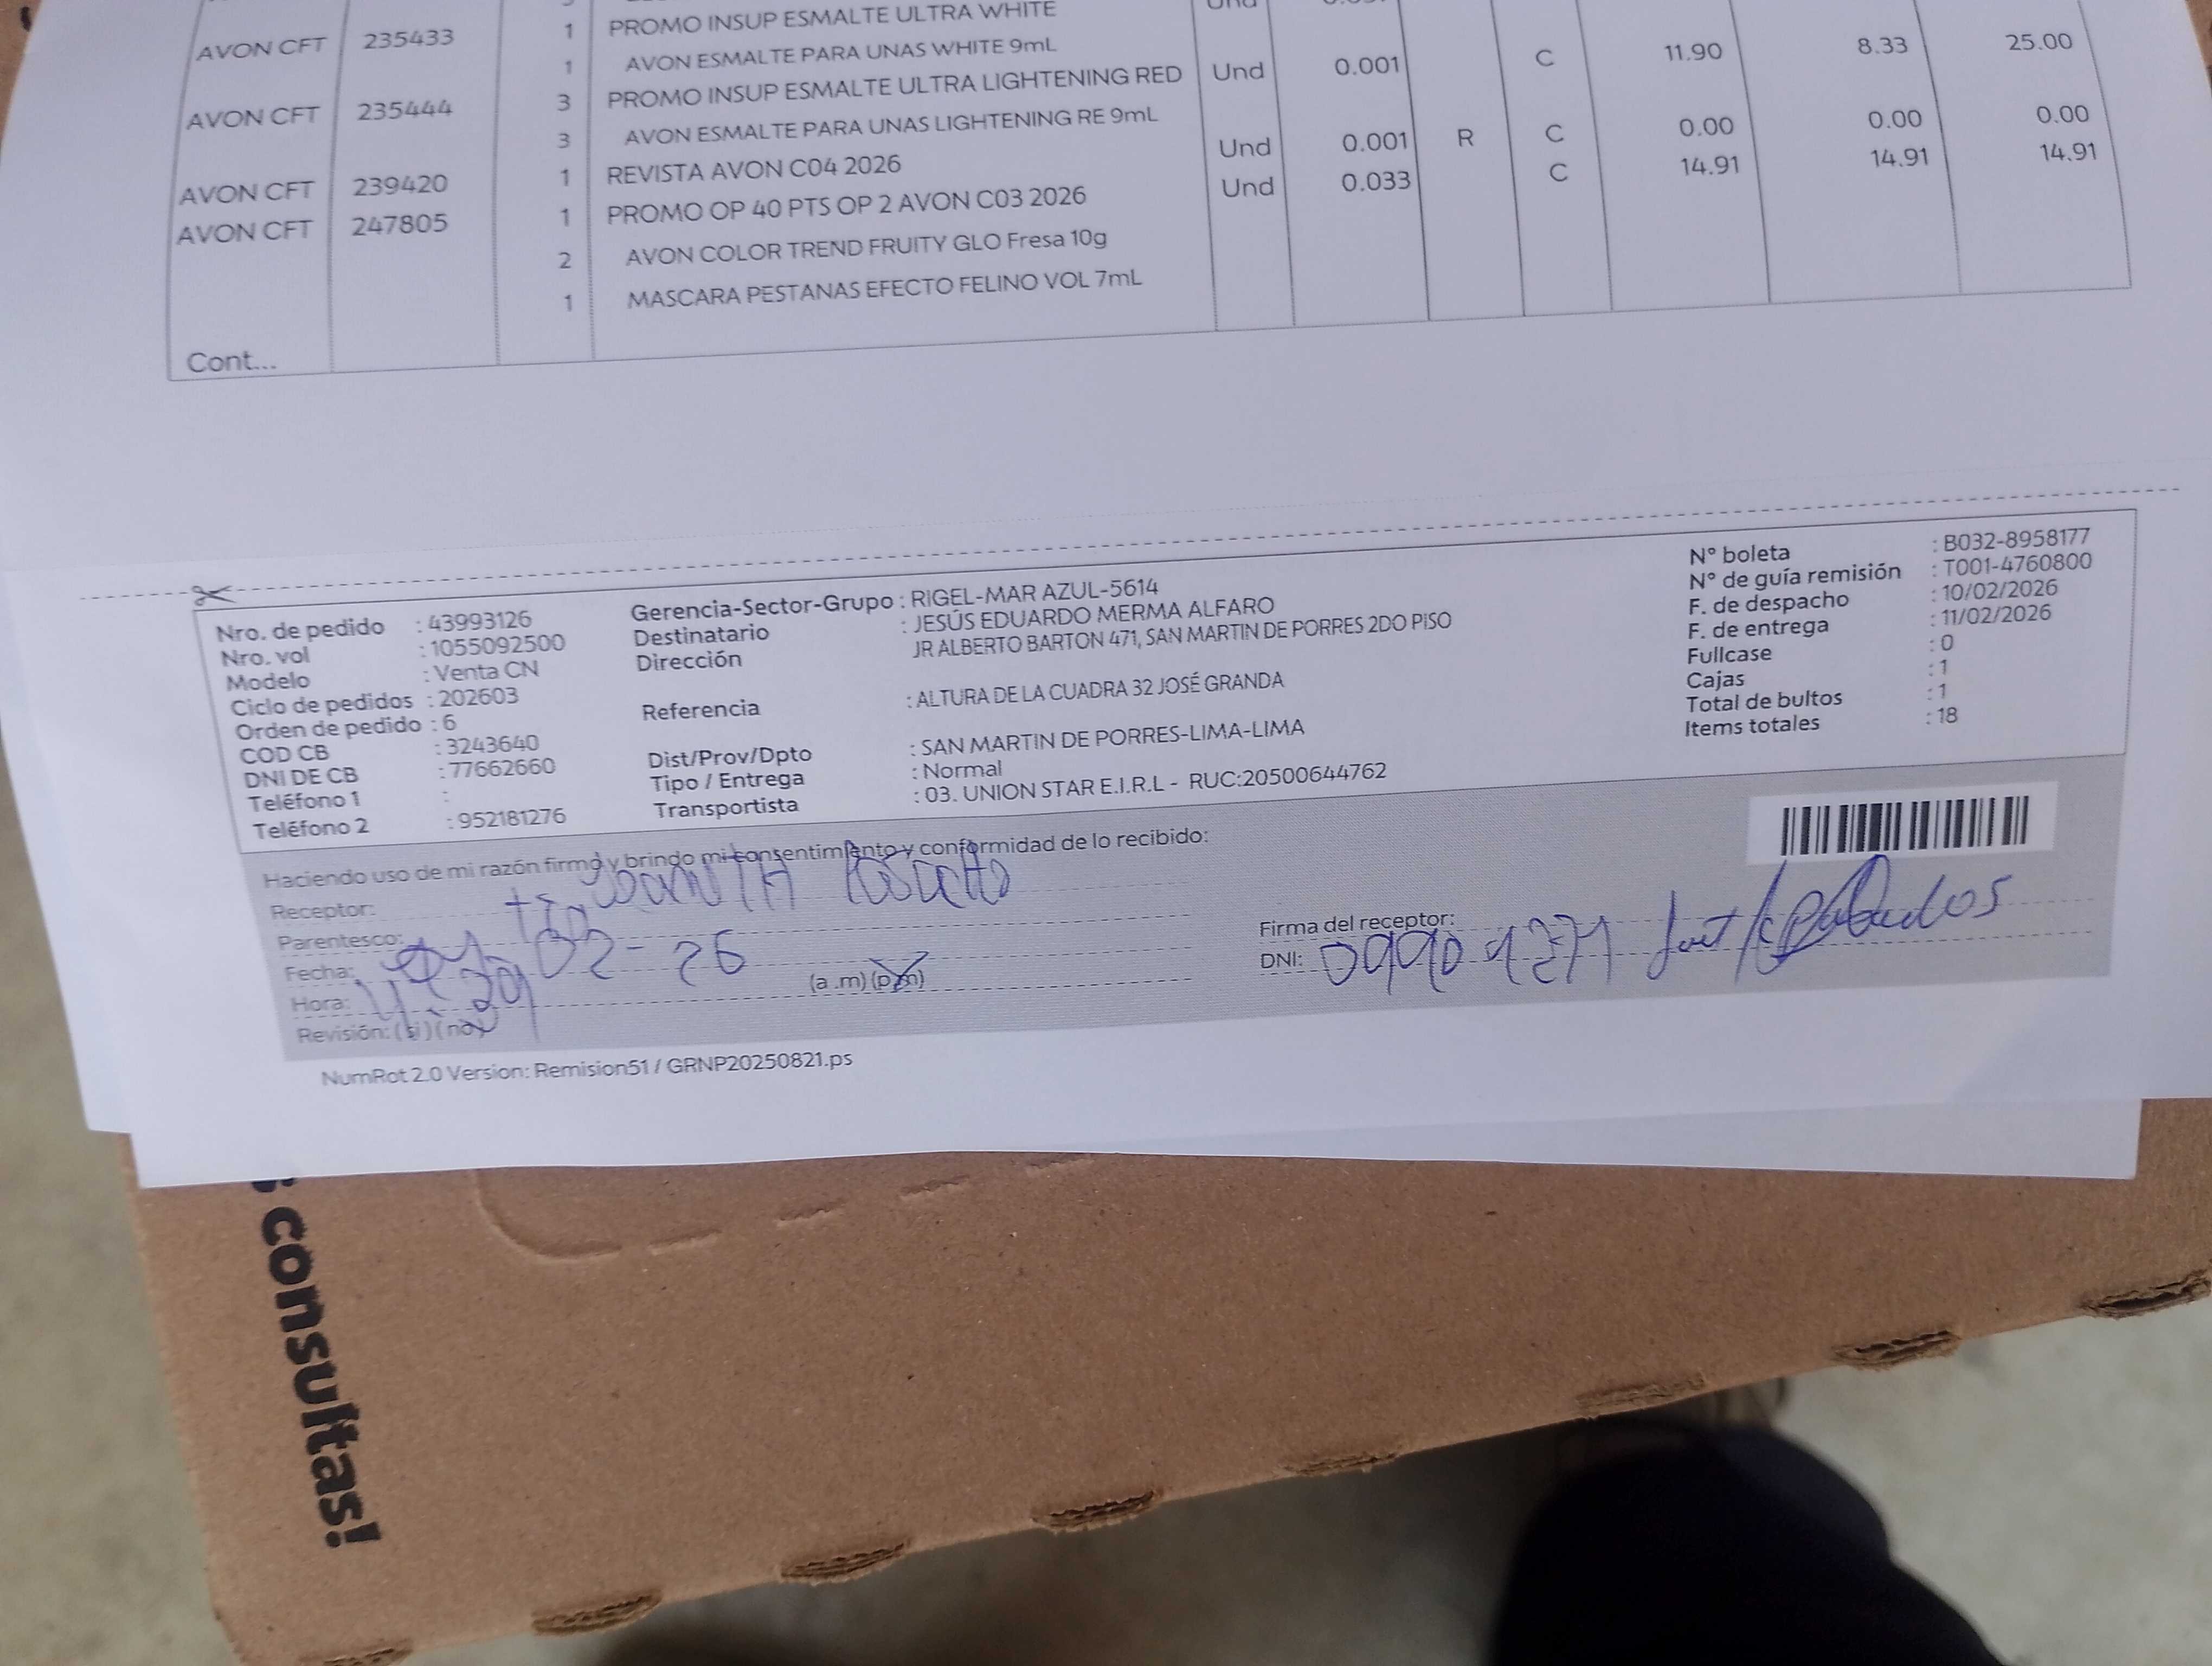 1 PROMO INSUP ESMALTE ULTRA WHITE Und
AVON CFT 235433 1 AVON ESMALTE PARA UNAS WHITE 9mL
3 PROMO INSUP ESMALTE ULTRA LIGHTENING RED Und 0.001 C 11.90 8.33 25.00
AVON CFT 235444 3 AVON ESMALTE PARA UNAS LIGHTENING RE 9mL
AVON CFT 239420 1 REVISTA AVON C04 2026 Und 0.001 R C 0.00 0.00 0.00
AVON CFT 247805 1 PROMO OP 40 PTS OP 2 AVON C03 2026 Und 0.033 C 14.91 14.91 14.91
2 AVON COLOR TREND FRUITY GLO Fresa 10g
1 MASCARA PESTANAS EFECTO FELINO VOL 7mL
Cont...
Nro. de pedido : 43993126
Nro. vol : 1055092500
Modelo : Venta CN
Ciclo de pedidos : 202603
Orden de pedido : 6
COD CB : 3243640
DNI DE CB : 77662660
Teléfono 1 :
Teléfono 2 : 952181276
Gerencia-Sector-Grupo : RIGEL-MAR AZUL-5614
Destinatario : JESÚS EDUARDO MERMA ALFARO
Dirección JR ALBERTO BARTON 471, SAN MARTIN DE PORRES 2DO PISO
Referencia : ALTURA DE LA CUADRA 32 JOSÉ GRANDA
Dist/Prov/Dpto : SAN MARTIN DE PORRES-LIMA-LIMA
Tipo / Entrega : Normal
Transportista : 03. UNION STAR E.I.R.L - RUC:20500644762
N° boleta : B032-8958177
N° de guía remisión : T001-4760800
F. de despacho : 10/02/2026
F. de entrega : 11/02/2026
Fullcase : 0
Cajas : 1
Total de bultos : 1
Items totales : 18
Haciendo uso de mi razón firmo y brindo mi consentimiento y conformidad de lo recibido:
Receptor:
Parentesco:
Fecha: 02-26
Hora: (a .m) (p.m)
Revisión: (si) (no)
Firma del receptor:
DNI:
NumRot 2.0 Version: Remision51 / GRNP20250821.ps
consultas!